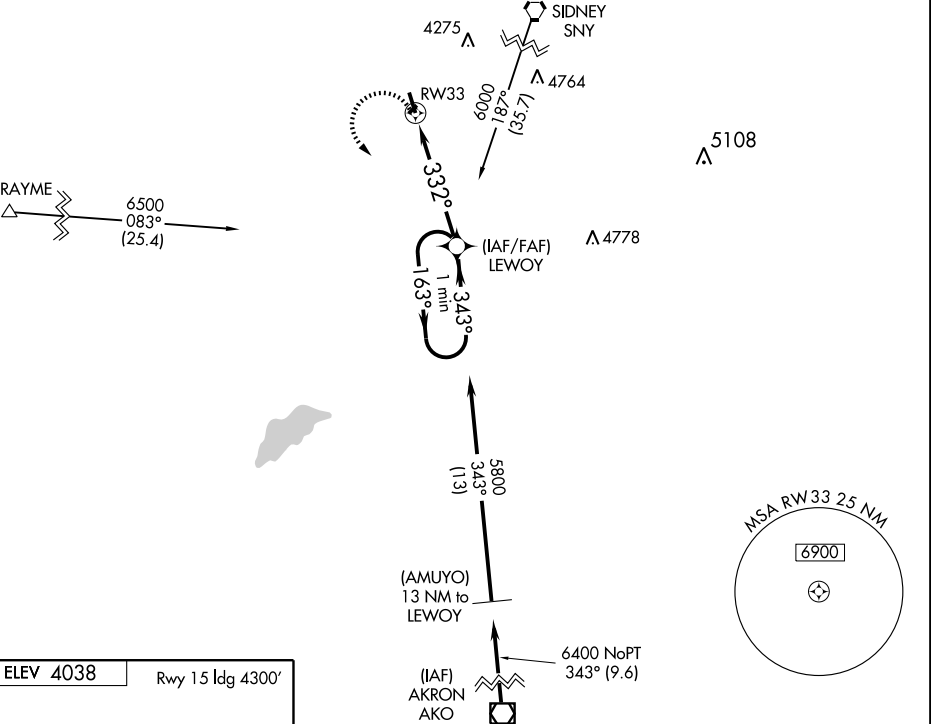 SIDNEY
SNY
4275
4764
RW33
6000
187°
(35.7)
5108
RAYME
6500
083°
(25.4)
332°
(IAF/FAF)
LEWOY
4778
163°
1 min
343°
5800
343°
(13)
MSA RW33 25 NM
6900
(AMUYO)
13 NM to
LEWOY
6400 NoPT
343° (9.6)
(IAF)
AKRON
AKO
ELEV 4038
Rwy 15 ldg 4300'